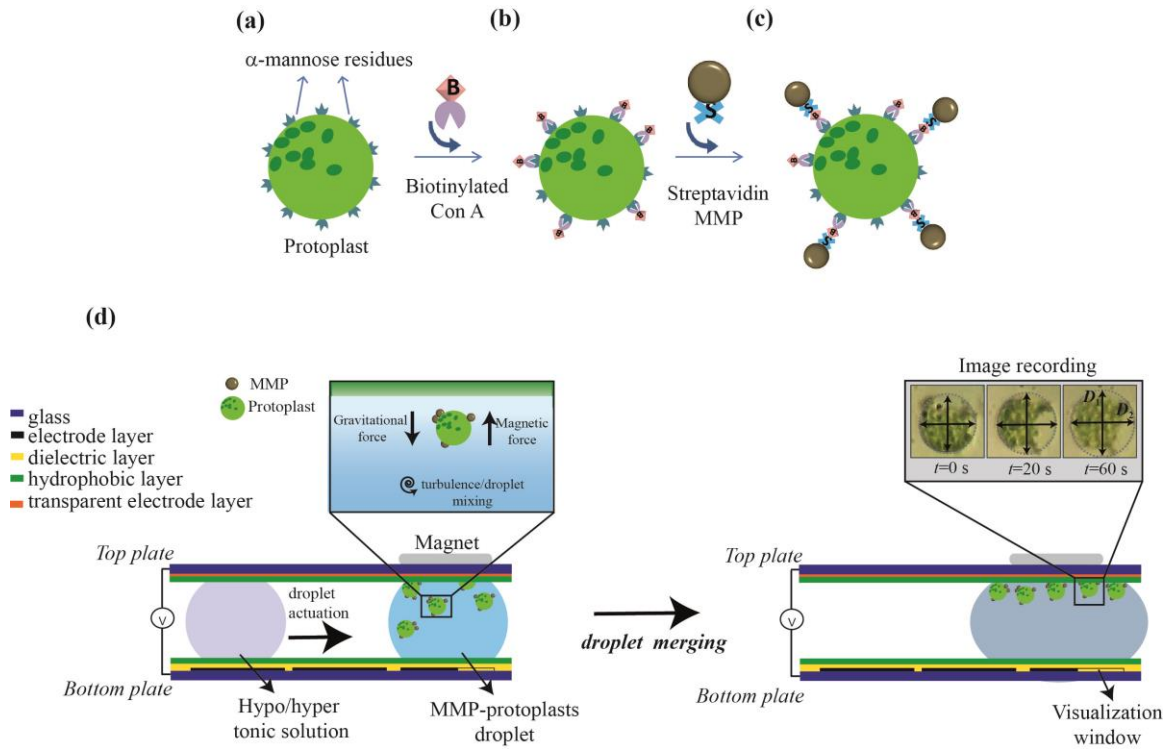 (a)
(b)
(c)
α-mannose residues
B
S
Biotinylated
Con A
Streptavidin
MMP
Protoplast
B
B
B
B
B
B
B
S
B
S
B
B
B
B
S
B
S
B
(d)
MMP
Protoplast
glass
electrode layer
dielectric layer
hydrophobic layer
transparent electrode layer
Gravitational
force
Magnetic
force
turbulence/droplet
mixing
Image recording
D1
D2
t=0 s
t=20 s
t=60 s
Magnet
Top plate
Top plate
V
droplet
actuation
droplet merging
V
Bottom plate
Bottom plate
Hypo/hyper
tonic solution
MMP-protoplasts
droplet
Visualization
window